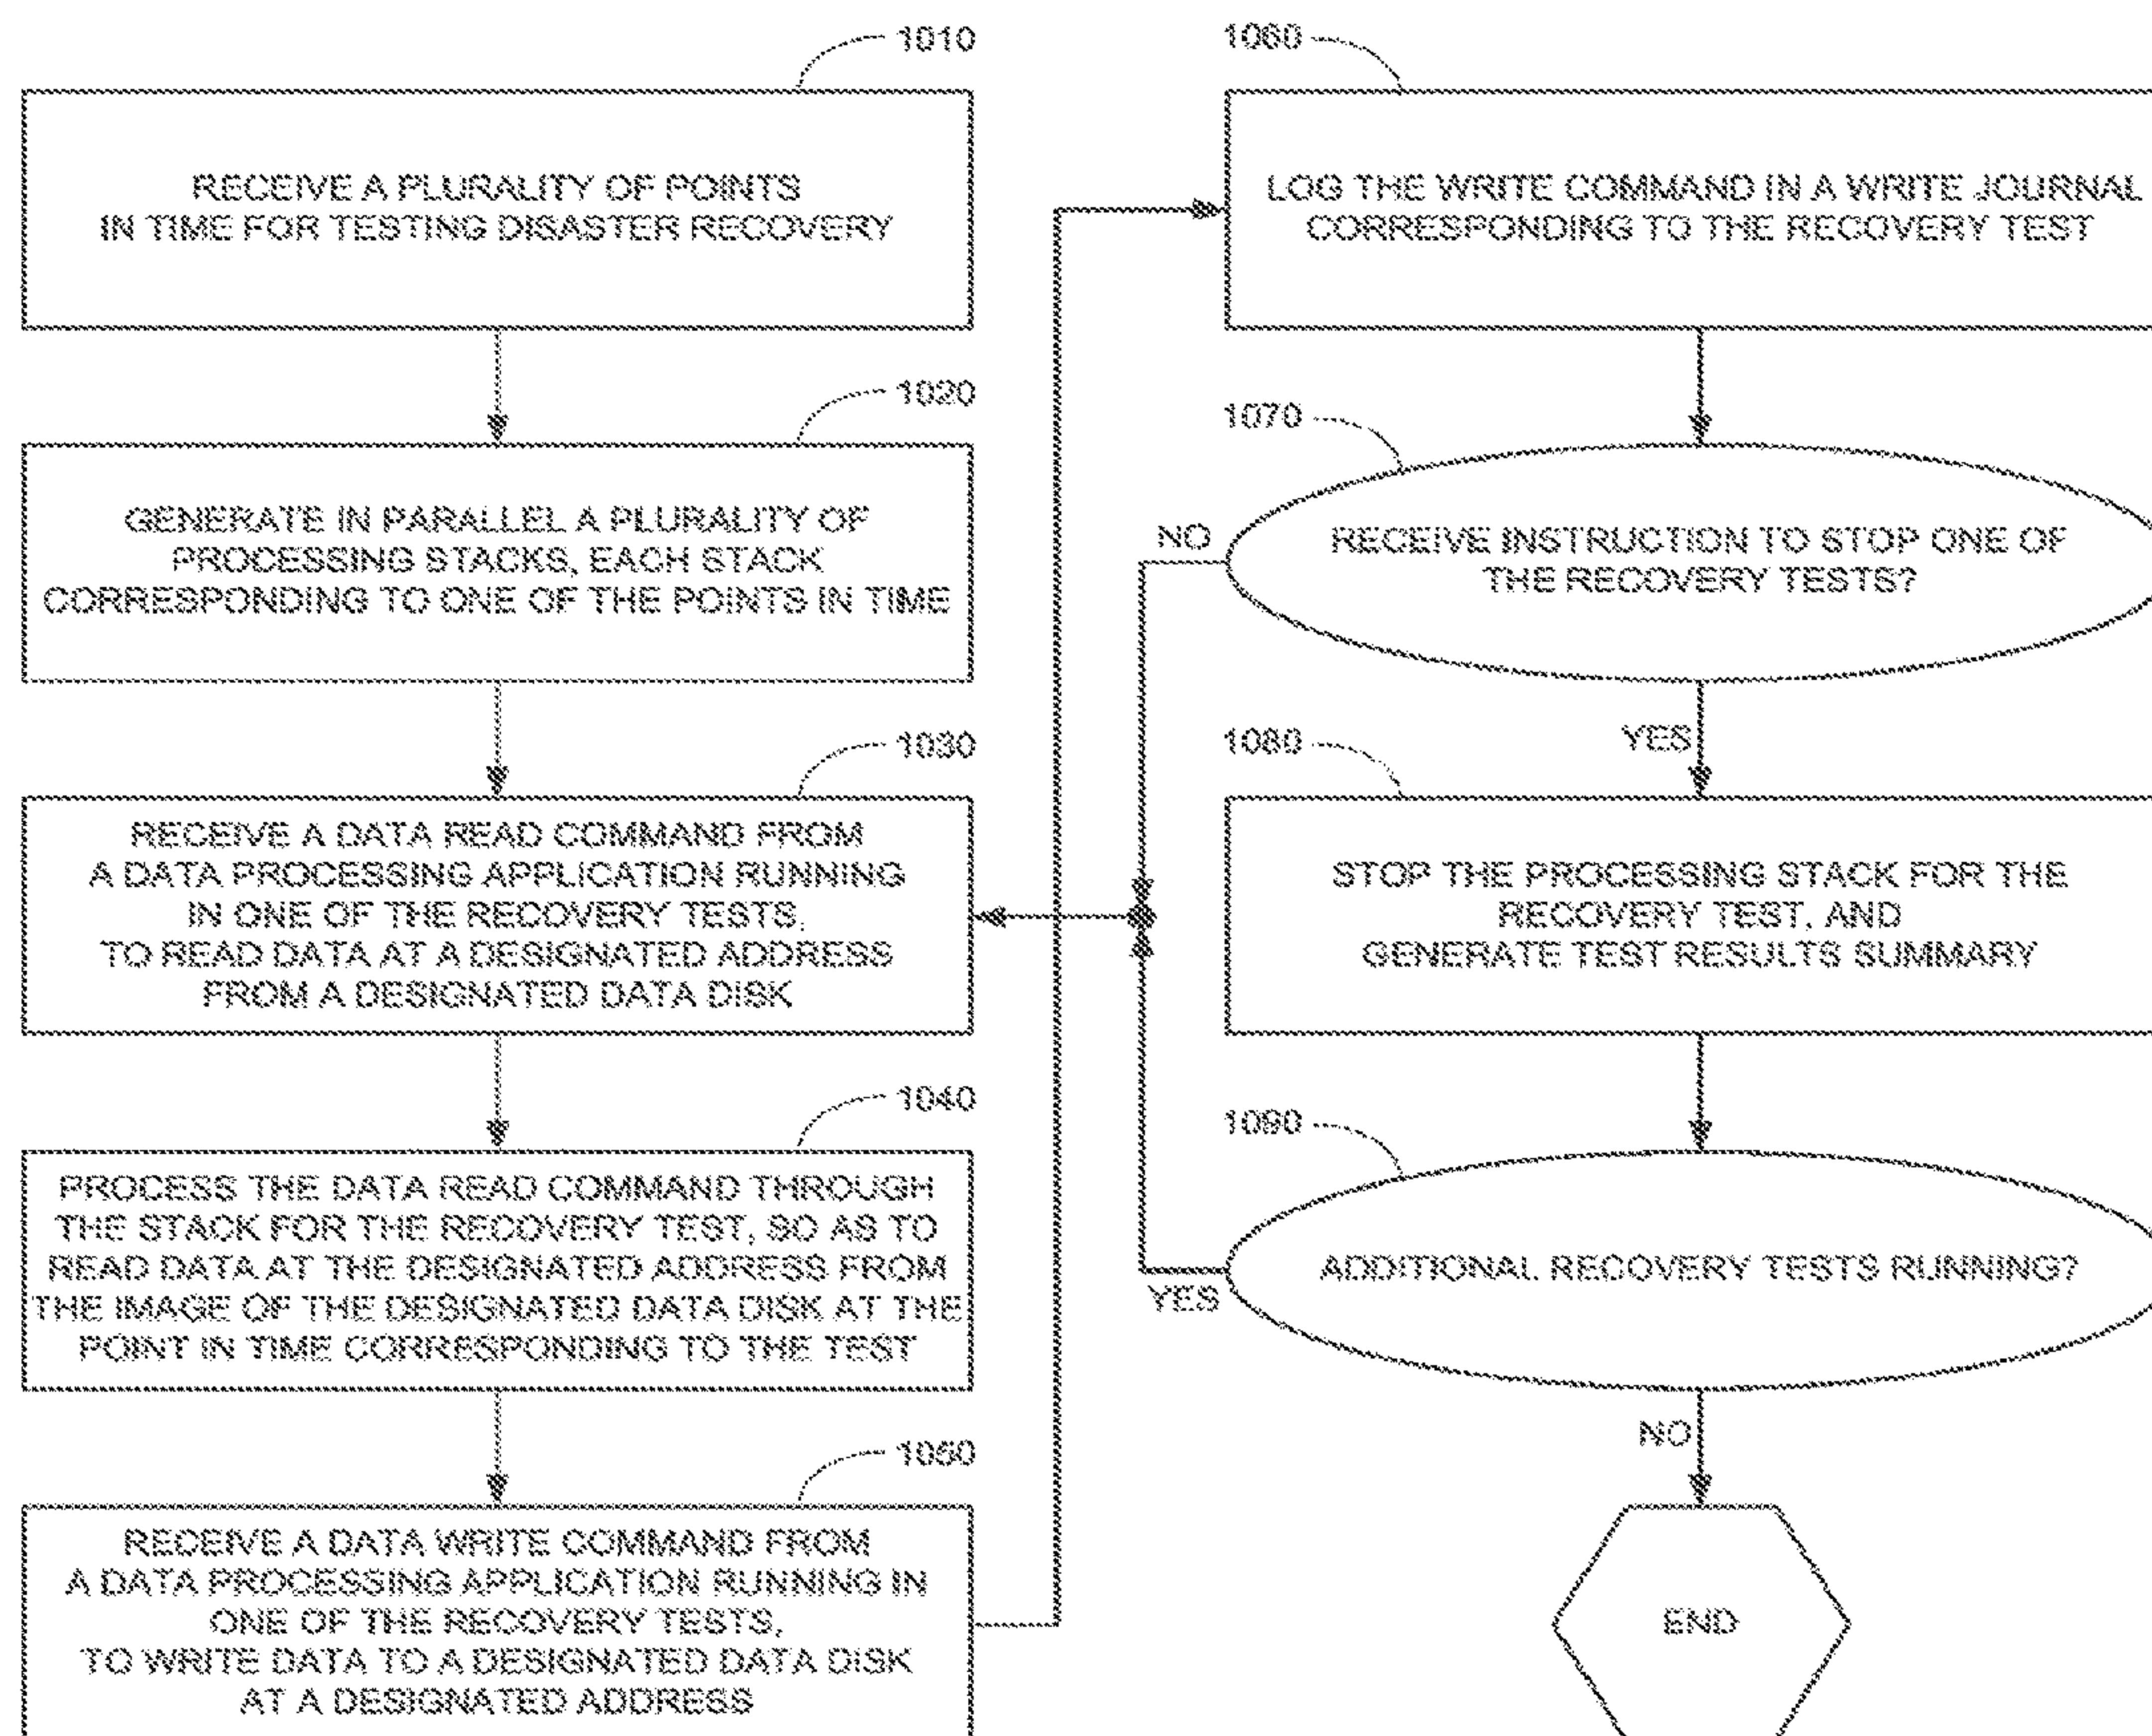 1010
RECEIVE A PLURALITY OF POINTS
IN TIME FOR TESTING DISASTER RECOVERY
1020
GENERATE IN PARALLEL A PLURALITY OF
PROCESSING STACKS, EACH STACK
CORRESPONDING TO ONE OF THE POINTS IN TIME
1030
RECEIVE A DATA READ COMMAND FROM
A DATA PROCESSING APPLICATION RUNNING
IN ONE OF THE RECOVERY TESTS,
TO READ DATA AT A DESIGNATED ADDRESS
FROM A DESIGNATED DATA DISK
1040
PROCESS THE DATA READ COMMAND THROUGH
THE STACK FOR THE RECOVERY TEST, SO AS TO
READ DATA AT THE DESIGNATED ADDRESS FROM
THE IMAGE OF THE DESIGNATED DATA DISK AT THE
POINT IN TIME CORRESPONDING TO THE TEST
1050
RECEIVE A DATA WRITE COMMAND FROM
A DATA PROCESSING APPLICATION RUNNING IN
ONE OF THE RECOVERY TESTS,
TO WRITE DATA TO A DESIGNATED DATA DISK
AT A DESIGNATED ADDRESS
1060
LOG THE WRITE COMMAND IN A WRITE JOURNAL
CORRESPONDING TO THE RECOVERY TEST
1070
NO
RECEIVE INSTRUCTION TO STOP ONE OF
THE RECOVERY TESTS?
YES
1080
STOP THE PROCESSING STACK FOR THE
RECOVERY TEST, AND
GENERATE TEST RESULTS SUMMARY
1090
ADDITIONAL RECOVERY TESTS RUNNING?
YES
NO
END